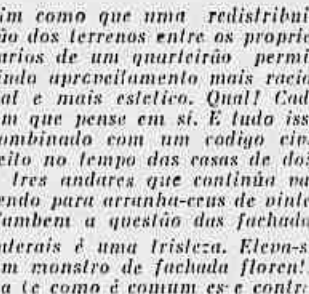 im como que uma redistribui
ão dos terrenos entre os proprie
arios de um quarteirão permi
indo aproveitamento mais racio
al e mais estetico. Qual! Cad
m que pense em si. E tudo iss
ombinado com um codigo civ
eito no tempo das casas de doi
tres andares que continúa va
endo para arranha-ceus de vinte
Tambem a questão das fachada
aterais é uma tristeza. Eleva-s
m monstro de fachada floren!
a (e como é comum es e contr